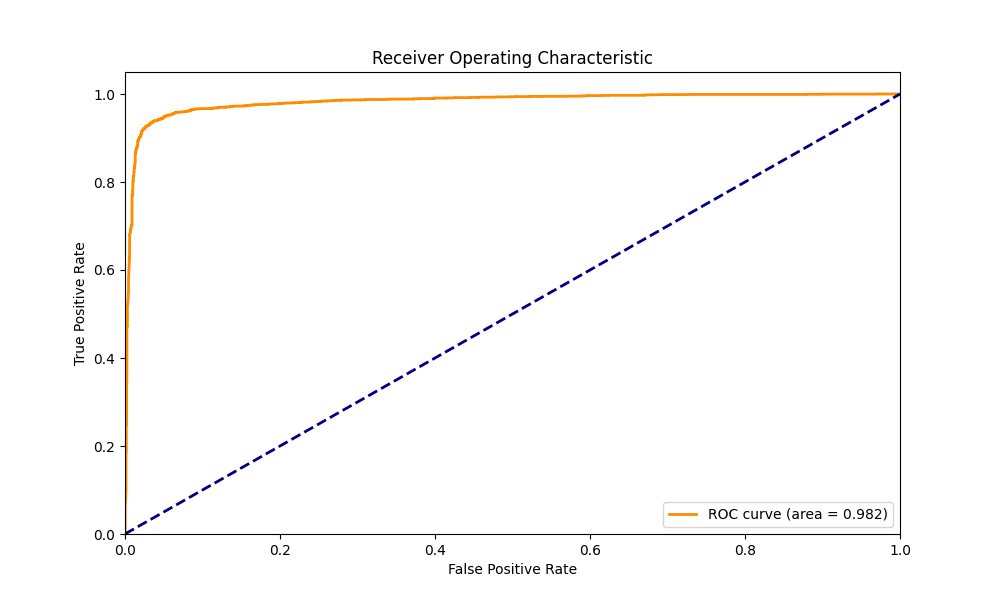 Receiver Operating Characteristic
1.0
0.8
0.6
0.4
0.2
0.0
True Positive Rate
0.0 0.2 0.4 0.6 0.8 1.0
False Positive Rate
ROC curve (area = 0.982)